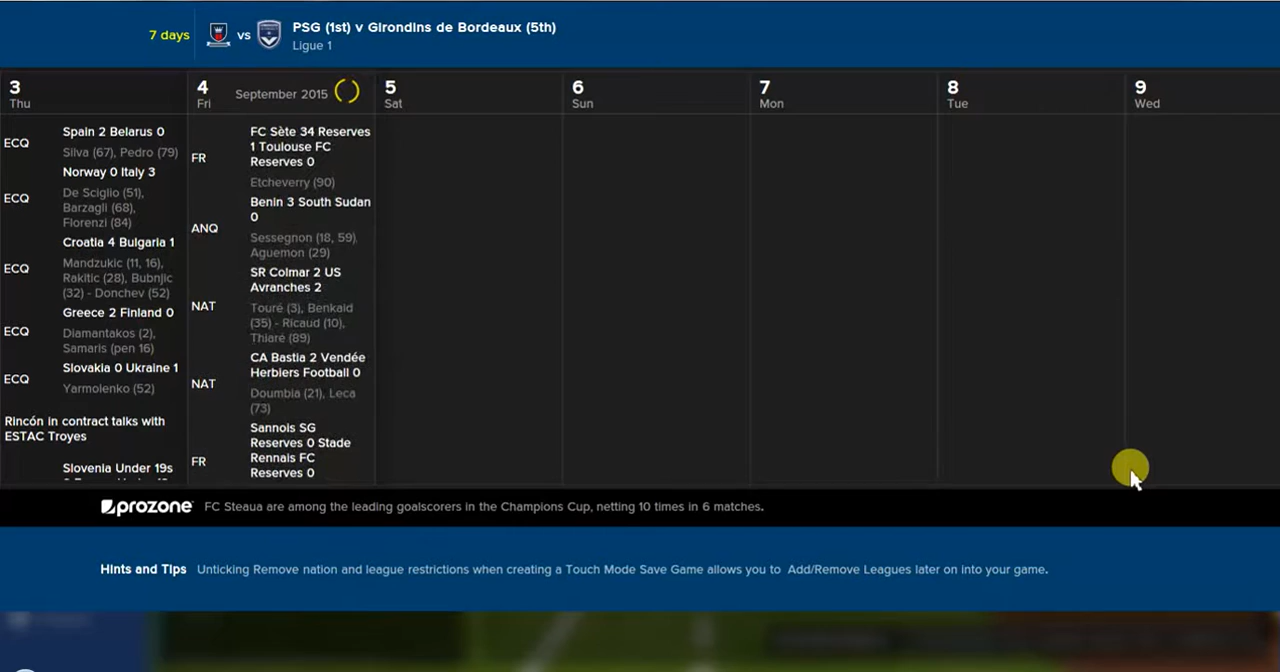 7 days vs PSG (1st) v Girondins de Bordeaux (5th)
Ligue 1
3
Thu
4
Fri
September 2015
5
Sat
6
Sun
7
Mon
8
Tue
9
Wed
ECQ
Spain 2 Belarus 0
Silva (67), Pedro (79)
ECQ
Norway 0 Italy 3
De Sciglio (51),
Barzagli (68),
Florenzi (84)
ECQ
Croatia 4 Bulgaria 1
Mandzukic (11, 16),
Rakitic (28), Bubnjic
(32) - Donchev (52)
ECQ
Greece 2 Finland 0
Diamantakos (2),
Samaris (pen 16)
ECQ
Slovakia 0 Ukraine 1
Yarmolenko (52)
Rincón in contract talks with
ESTAC Troyes
Slovenia Under 19s
FR
FC Sète 34 Reserves
1 Toulouse FC
Reserves 0
Etcheverry (90)
ANQ
Benin 3 South Sudan
0
Sessegnon (18, 59),
Aguemon (29)
NAT
SR Colmar 2 US
Avranches 2
Touré (3), Benkaid
(35) - Ricaud (10),
Thiaré (89)
NAT
CA Bastia 2 Vendée
Herbiers Football 0
Doumbia (21), Leca
(73)
FR
Sannois SG
Reserves 0 Stade
Rennais FC
Reserves 0
prozone FC Steaua are among the leading goalscorers in the Champions Cup, netting 10 times in 6 matches.
Hints and Tips Unticking Remove nation and league restrictions when creating a Touch Mode Save Game allows you to Add/Remove Leagues later on into your game.